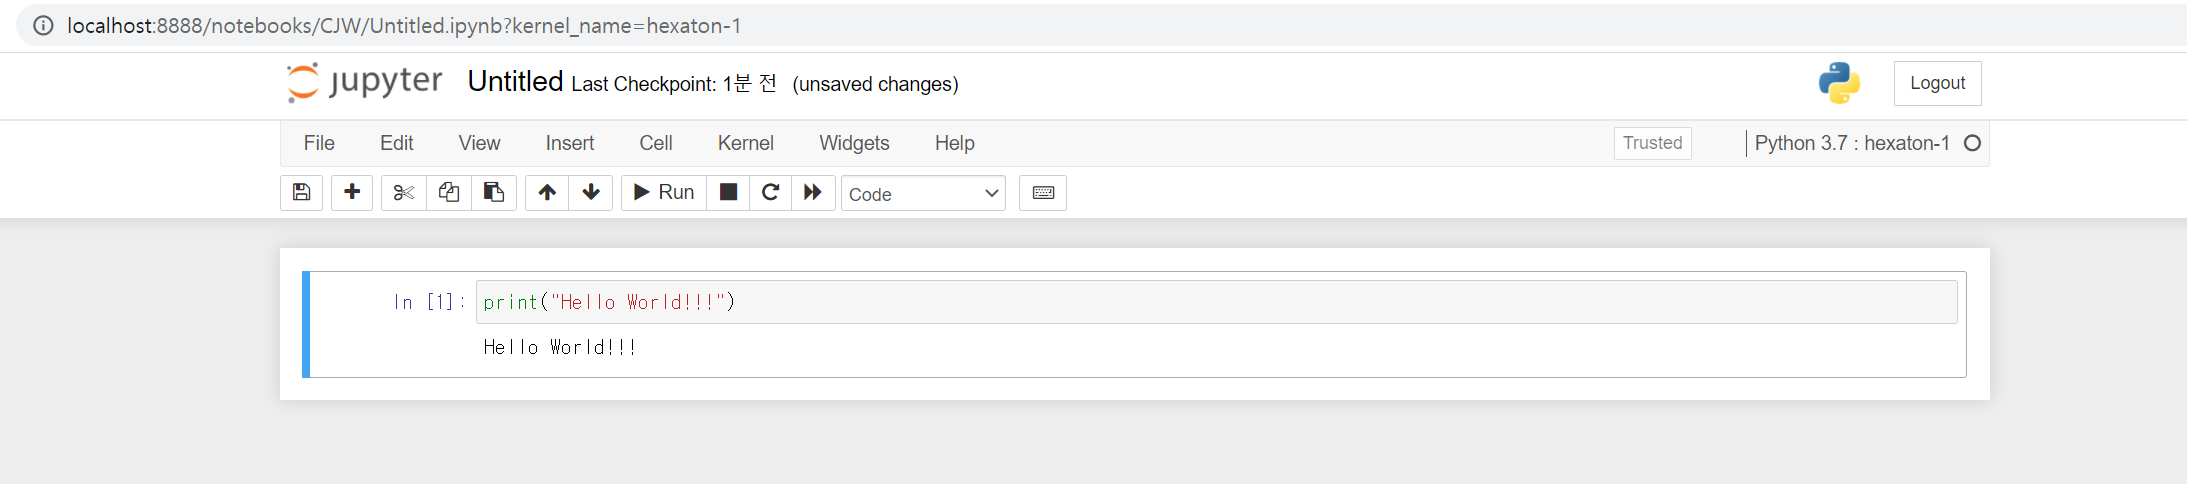 localhost:8888/notebooks/CJW/Untitled.ipynb?kernel_name=hexaton-1
jupyter Untitled Last Checkpoint: 1분 전 (unsaved changes) Logout
File Edit View Insert Cell Kernel Widgets Help Trusted Python 3.7 : hexaton-1
Run Code
In [1]: print("Hello World!!!")
Hello World!!!